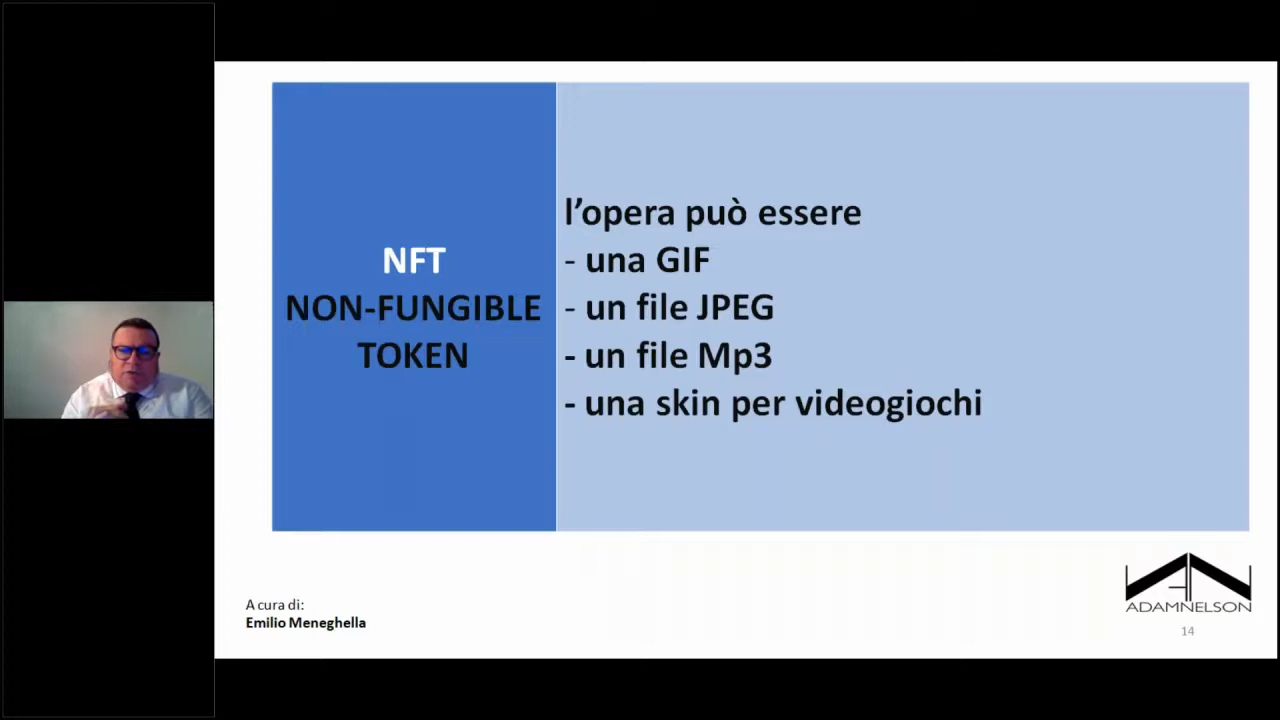 NFT
NON-FUNGIBLE
TOKEN
l’opera può essere
- una GIF
- un file JPEG
- un file Mp3
- una skin per videogiochi
A cura di:
Emilio Meneghella
ADAMNELSON
14